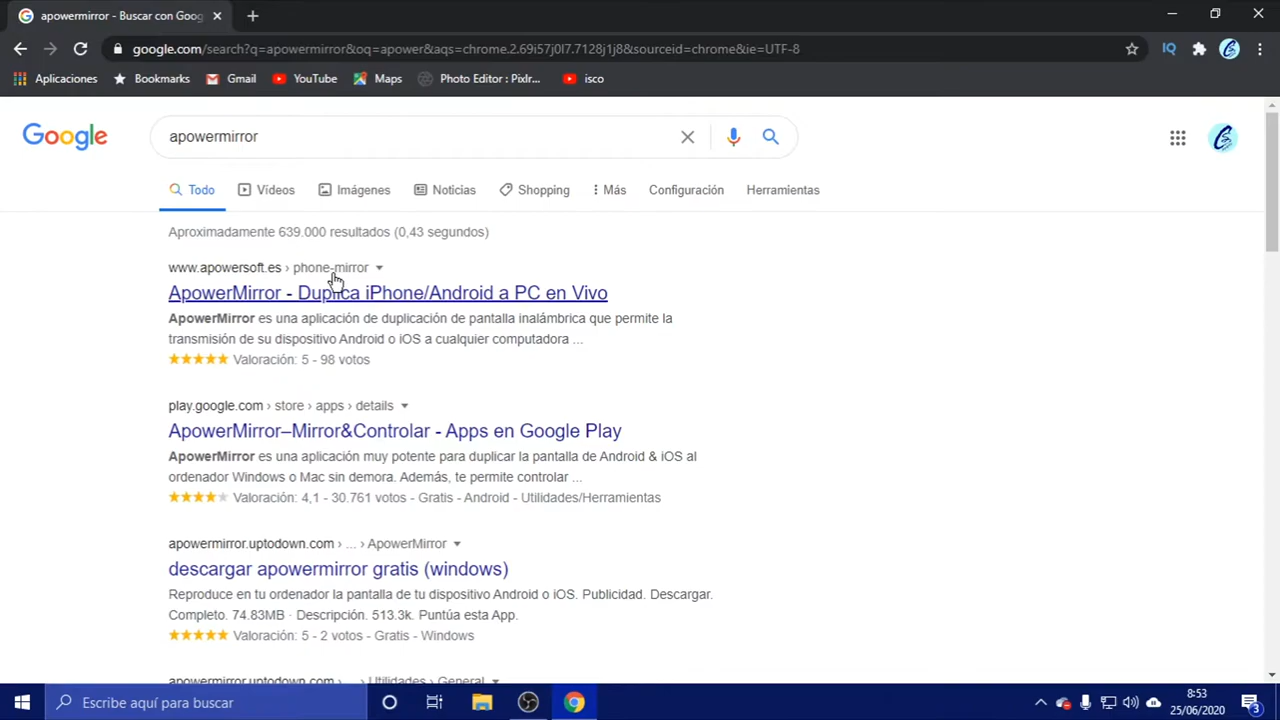 apowermirror - Buscar con Goog
google.com/search?q=apowermirror&oq=apower&aqs=chrome.2.69i57j0l7.7128j1j8&sourceid=chrome&ie=UTF-8
IQ
Aplicaciones Bookmarks Gmail YouTube Maps Photo Editor : Pixlr... isco
Google
apowermirror
Todo Vídeos Imágenes Noticias Shopping Más Configuración Herramientas
Aproximadamente 639.000 resultados (0,43 segundos)
www.apowersoft.es › phone-mirror
ApowerMirror - Duplica iPhone/Android a PC en Vivo
ApowerMirror es una aplicación de duplicación de pantalla inalámbrica que permite la
transmisión de su dispositivo Android o iOS a cualquier computadora ...
Valoración: 5 - 98 votos
play.google.com › store › apps › details
ApowerMirror–Mirror&Controlar - Apps en Google Play
ApowerMirror es una aplicación muy potente para duplicar la pantalla de Android & iOS al
ordenador Windows o Mac sin demora. Además, te permite controlar ...
Valoración: 4,1 - 30.761 votos - Gratis - Android - Utilidades/Herramientas
apowermirror.uptodown.com › ... › ApowerMirror
descargar apowermirror gratis (windows)
Reproduce en tu ordenador la pantalla de tu dispositivo Android o iOS. Publicidad. Descargar.
Completo. 74.83MB · Descripción. 513.3k. Puntúa esta App.
Valoración: 5 - 2 votos - Gratis - Windows
apowermirror.uptodown.com › ... › Utilidades › General
Escribe aquí para buscar
8:53
25/06/2020
3